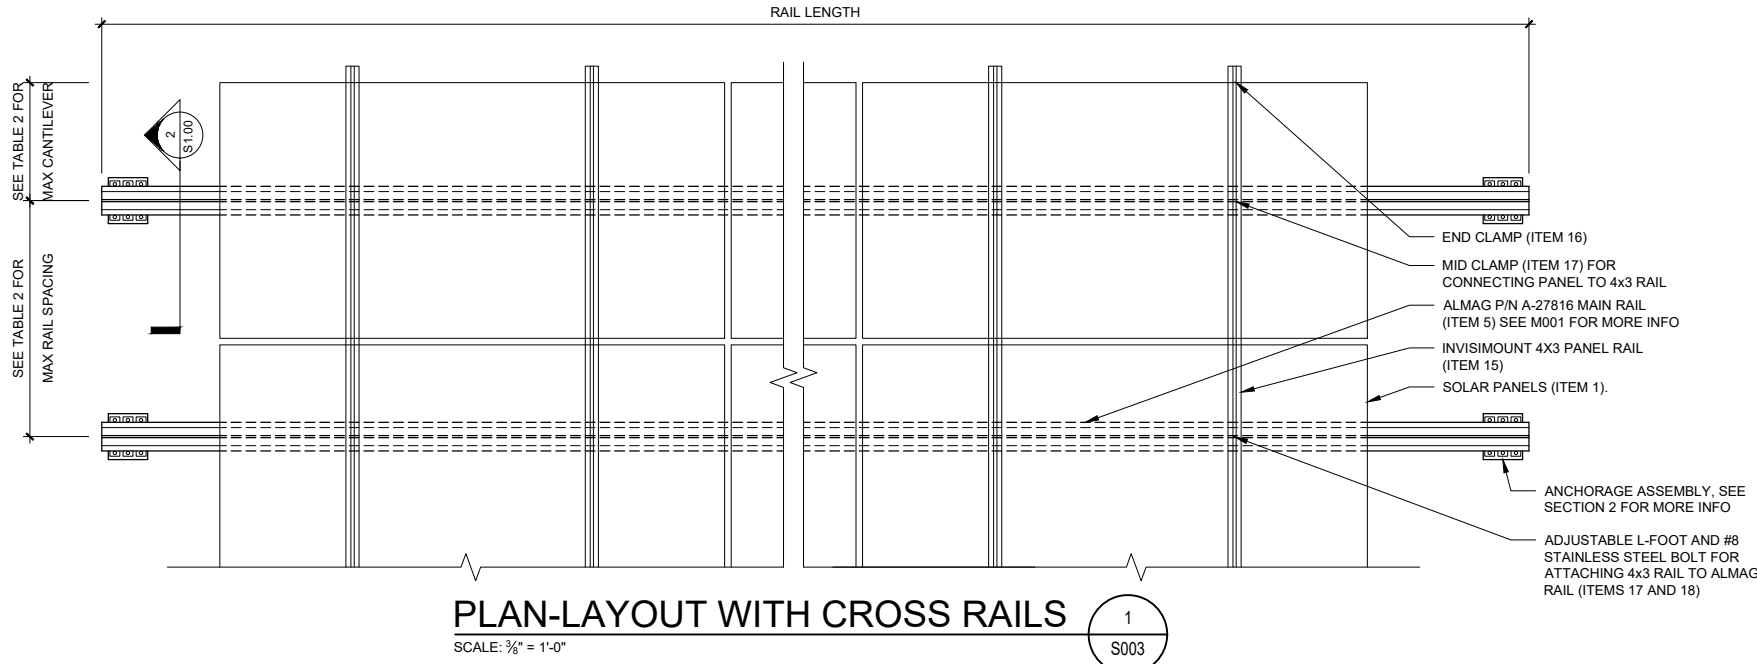 RAIL LENGTH
SEE TABLE 2 FOR
MAX CANTILEVER
2
S1.00
SEE TABLE 2 FOR
MAX RAIL SPACING
END CLAMP (ITEM 16)
MID CLAMP (ITEM 17) FOR
CONNECTING PANEL TO 4x3 RAIL
ALMAG P/N A-27816 MAIN RAIL
(ITEM 5) SEE M001 FOR MORE INFO
INVISIMOUNT 4X3 PANEL RAIL
(ITEM 15)
SOLAR PANELS (ITEM 1).
ANCHORAGE ASSEMBLY, SEE
SECTION 2 FOR MORE INFO
ADJUSTABLE L-FOOT AND #8
STAINLESS STEEL BOLT FOR
ATTACHING 4x3 RAIL TO ALMAG
RAIL (ITEMS 17 AND 18)
PLAN-LAYOUT WITH CROSS RAILS
SCALE: ⅜" = 1'-0"
1
S003